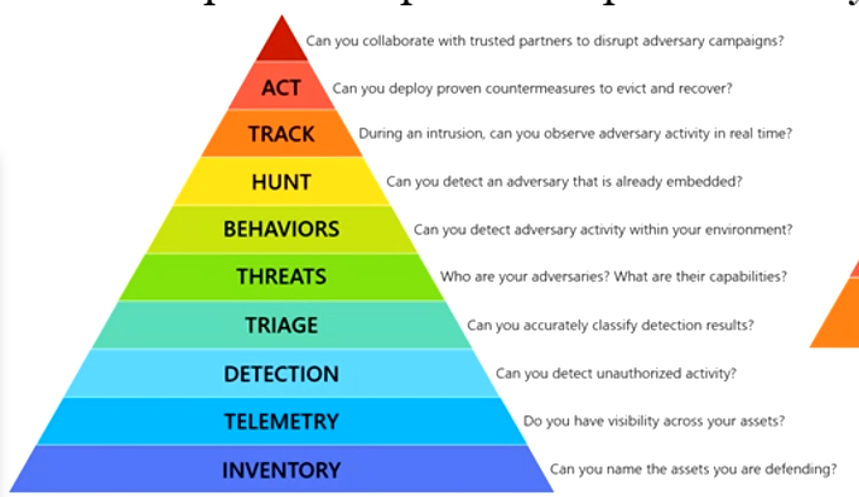 Can you collaborate with trusted partners to disrupt adversary campaigns?
ACT Can you deploy proven countermeasures to evict and recover?
TRACK During an intrusion, can you observe adversary activity in real time?
HUNT Can you detect an adversary that is already embedded?
BEHAVIORS Can you detect adversary activity within your environment?
THREATS Who are your adversaries? What are their capabilities?
TRIAGE Can you accurately classify detection results?
DETECTION Can you detect unauthorized activity?
TELEMETRY Do you have visibility across your assets?
INVENTORY Can you name the assets you are defending?